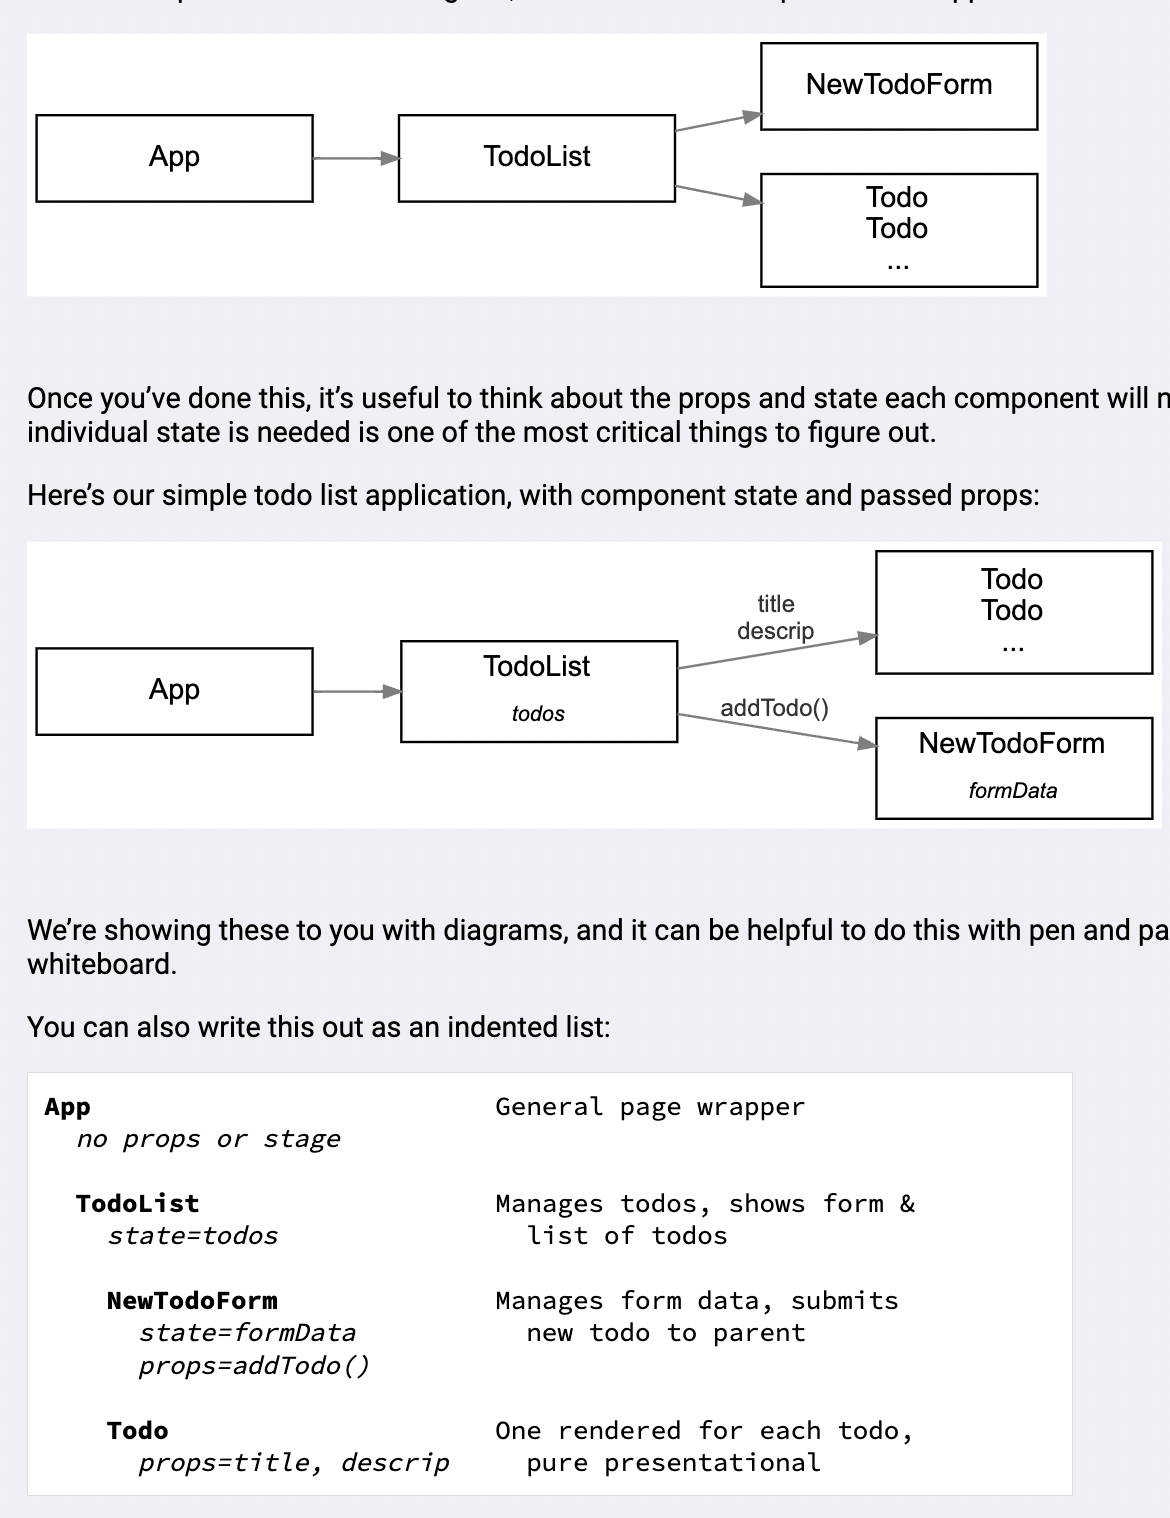 NewTodoForm
App
TodoList
Todo
Todo
...
Once you’ve done this, it’s useful to think about the props and state each component will
individual state is needed is one of the most critical things to figure out.
Here’s our simple todo list application, with component state and passed props:
Todo
Todo
...
title
descrip
App
TodoList
todos
addTodo()
NewTodoForm
formData
We’re showing these to you with diagrams, and it can be helpful to do this with pen and
whiteboard.
You can also write this out as an indented list:
App General page wrapper
no props or stage
TodoList Manages todos, shows form &
state=todos list of todos
NewTodoForm Manages form data, submits
state=formData new todo to parent
props=addTodo()
Todo One rendered for each todo,
props=title, descrip pure presentational